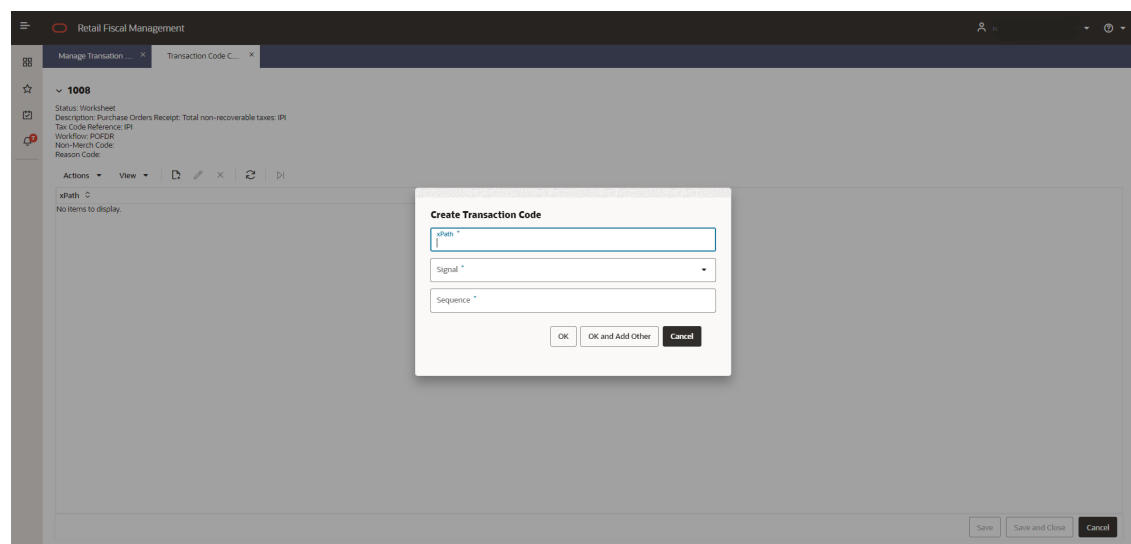 Retail Fiscal Management
Manage Transation ... ×
Transaction Code C... ×
7
1008
Status: Worksheet
Description: Purchase Orders Receipt: Total non-recoverable taxes: IPI
Tax Code Reference: IPI
Workflow: POFDR
Non-Merch Code:
Reason Code:
Actions View
xPath
No items to display.
Create Transaction Code
xPath *
Signal *
Sequence *
OK OK and Add Other Cancel
Save Save and Close Cancel